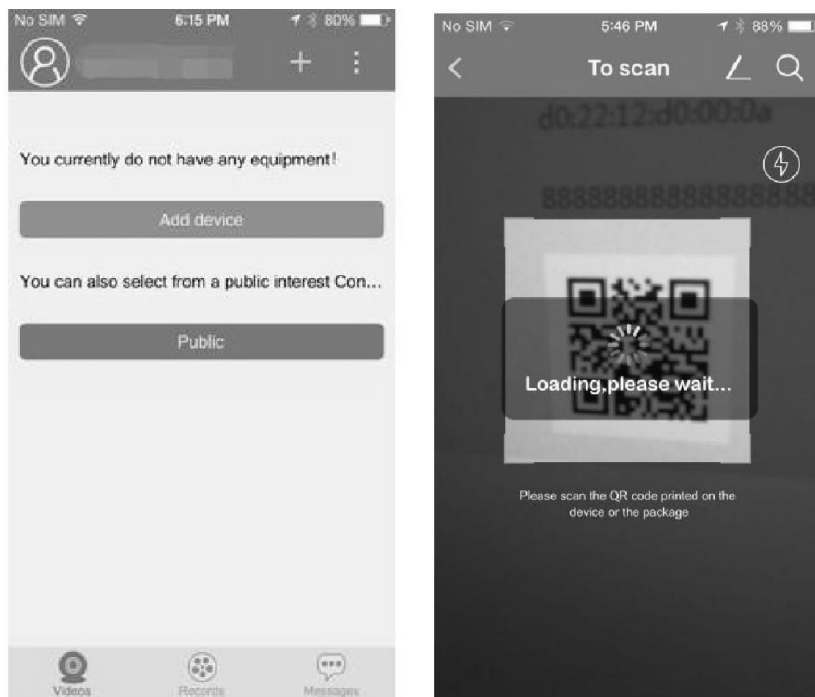 No SIM 6:15 PM 80%
You currently do not have any equipment!
Add device
You can also select from a public interest Con...
Public
Videos Records Messages
No SIM 5:46 PM 88%
To scan
d0:22:12:d0:00:0a
Loading,please wait...
Please scan the QR code printed on the
device or the package